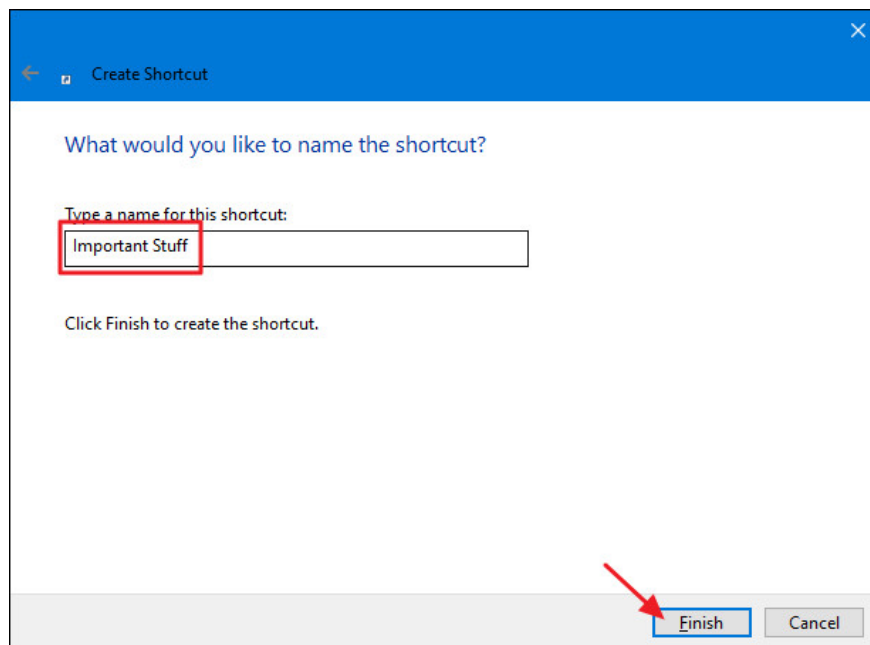 Create Shortcut
What would you like to name the shortcut?
Type a name for this shortcut:
Important Stuff
Click Finish to create the shortcut.
Finish
Cancel